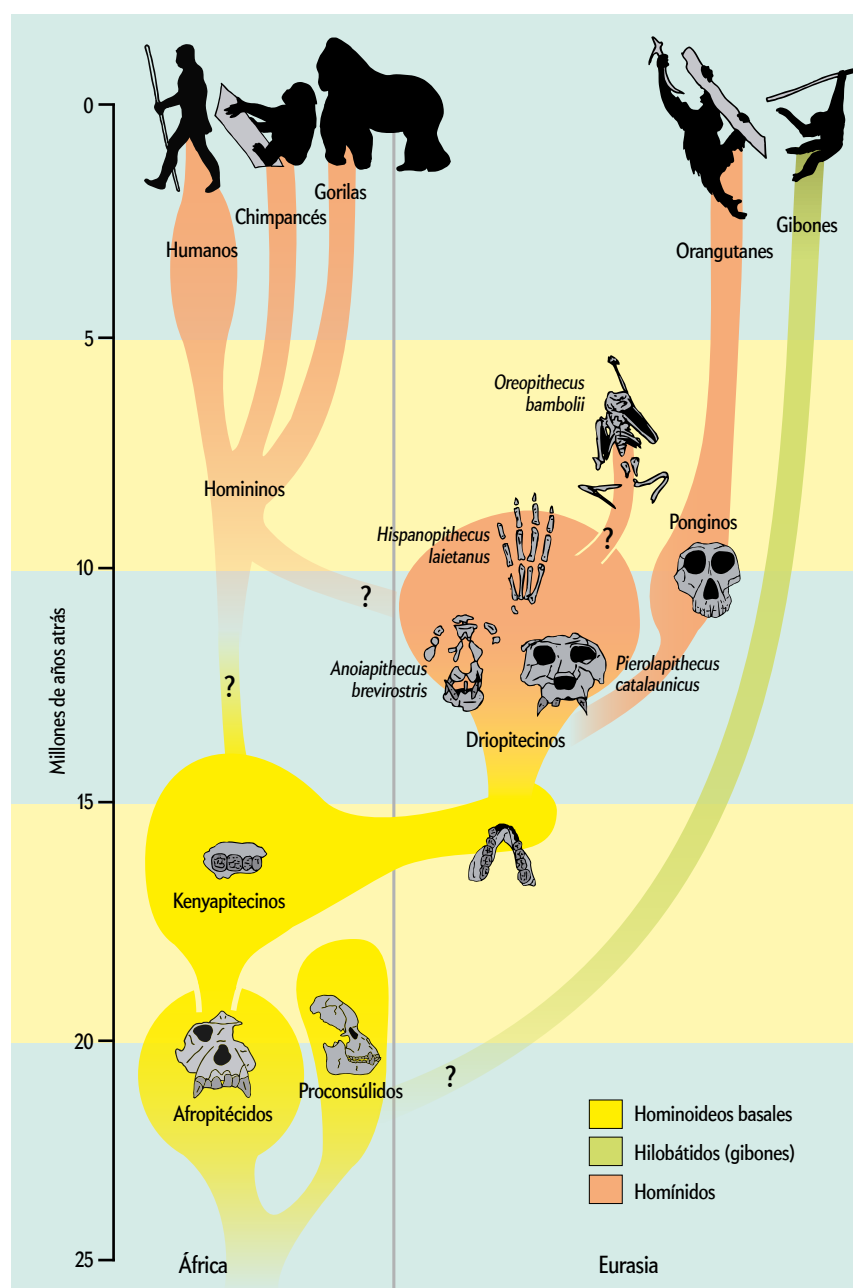 0
Humanos
Chimpancés
Gorilas
Orangutanes
Gibones
5
Oreopithecus
bambolii
Homininos
Hispanopithecus
laietanus
?
Ponginos
10
?
Anoiapithecus
brevirostris
Pierolapithecus
catalaunicus
?
Driopitecinos
Millones de años atrás
15
Kenyapitecinos
20
?
Afropitécidos
Proconsúlidos
Hominoideos basales
Hilobátidos (gibones)
Homínidos
25
África
Eurasia